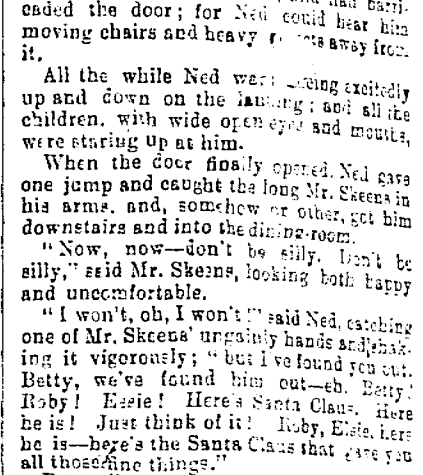 caded the door; for Ned could hear him
moving chairs and heavy away from
it.
All the while Ned was excitedly
up and down on the landing; and all the
children, with wide open eyes and mouths,
were staring up at him.
When the door finally opened, Ned gave
one jump and caught the long Mr. Skeens in
his arms, and, somehow or other, got him
downstairs and into the dining-room.
"Now, now—don't be silly. Don't be
silly," said Mr. Skeens, looking both happy
and uncomfortable.
"I won't, oh, I won't!" said Ned, catching
one of Mr. Skeens' ungainly hands and shak-
ing it vigorously; "but I've found you out.
Betty, we've found him out—eh, Betty!
Roby! Essie! Here's Santa Claus. Here
he is! Just think of it! Roby, Elsie, here
he is—here's the Santa Claus that gave you
all those fine things."